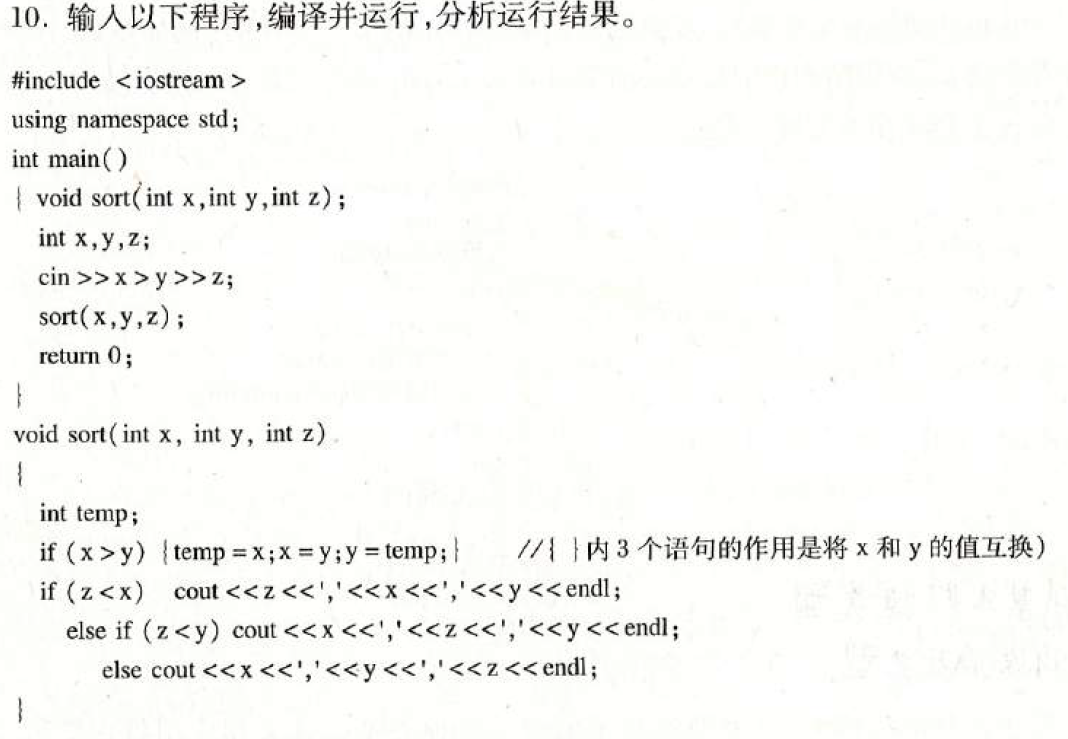 10. 输入以下程序,编译并运行,分析运行结果。
#include <iostream>
using namespace std;
int main( )
{ void sort(int x,int y,int z);
int x,y,z;
cin >>x>y>>z;
sort(x,y,z);
return 0;
}
void sort(int x, int y, int z)
{
int temp;
if (x>y) {temp=x;x=y;y=temp;} //{ }内3个语句的作用是将x和y的值互换)
if (z<x) cout<<z<<','<<x<<','<<y<<endl;
else if (z<y) cout<<x<<','<<z<<','<<y<<endl;
else cout<<x<<','<<y<<','<<z<<endl;
}